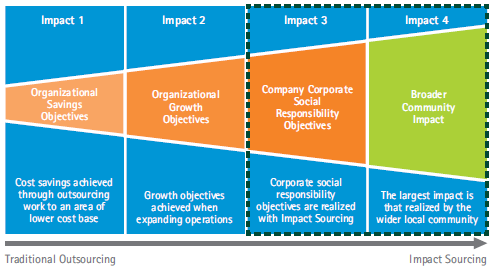 Impact 1
Impact 2
Impact 3
Impact 4
Organizational
Savings
Objectives
Organizational
Growth
Objectives
Company Corporate
Social
Responsibility
Objectives
Broader
Community
Impact
Cost savings achieved
through outsourcing
work to an area of
lower cost base
Growth objectives
achieved when
expanding operations
Corporate social
responsibility
objectives are realized
with Impact Sourcing
The largest impact is
that realized by the
wider local community
Traditional Outsourcing
Impact Sourcing